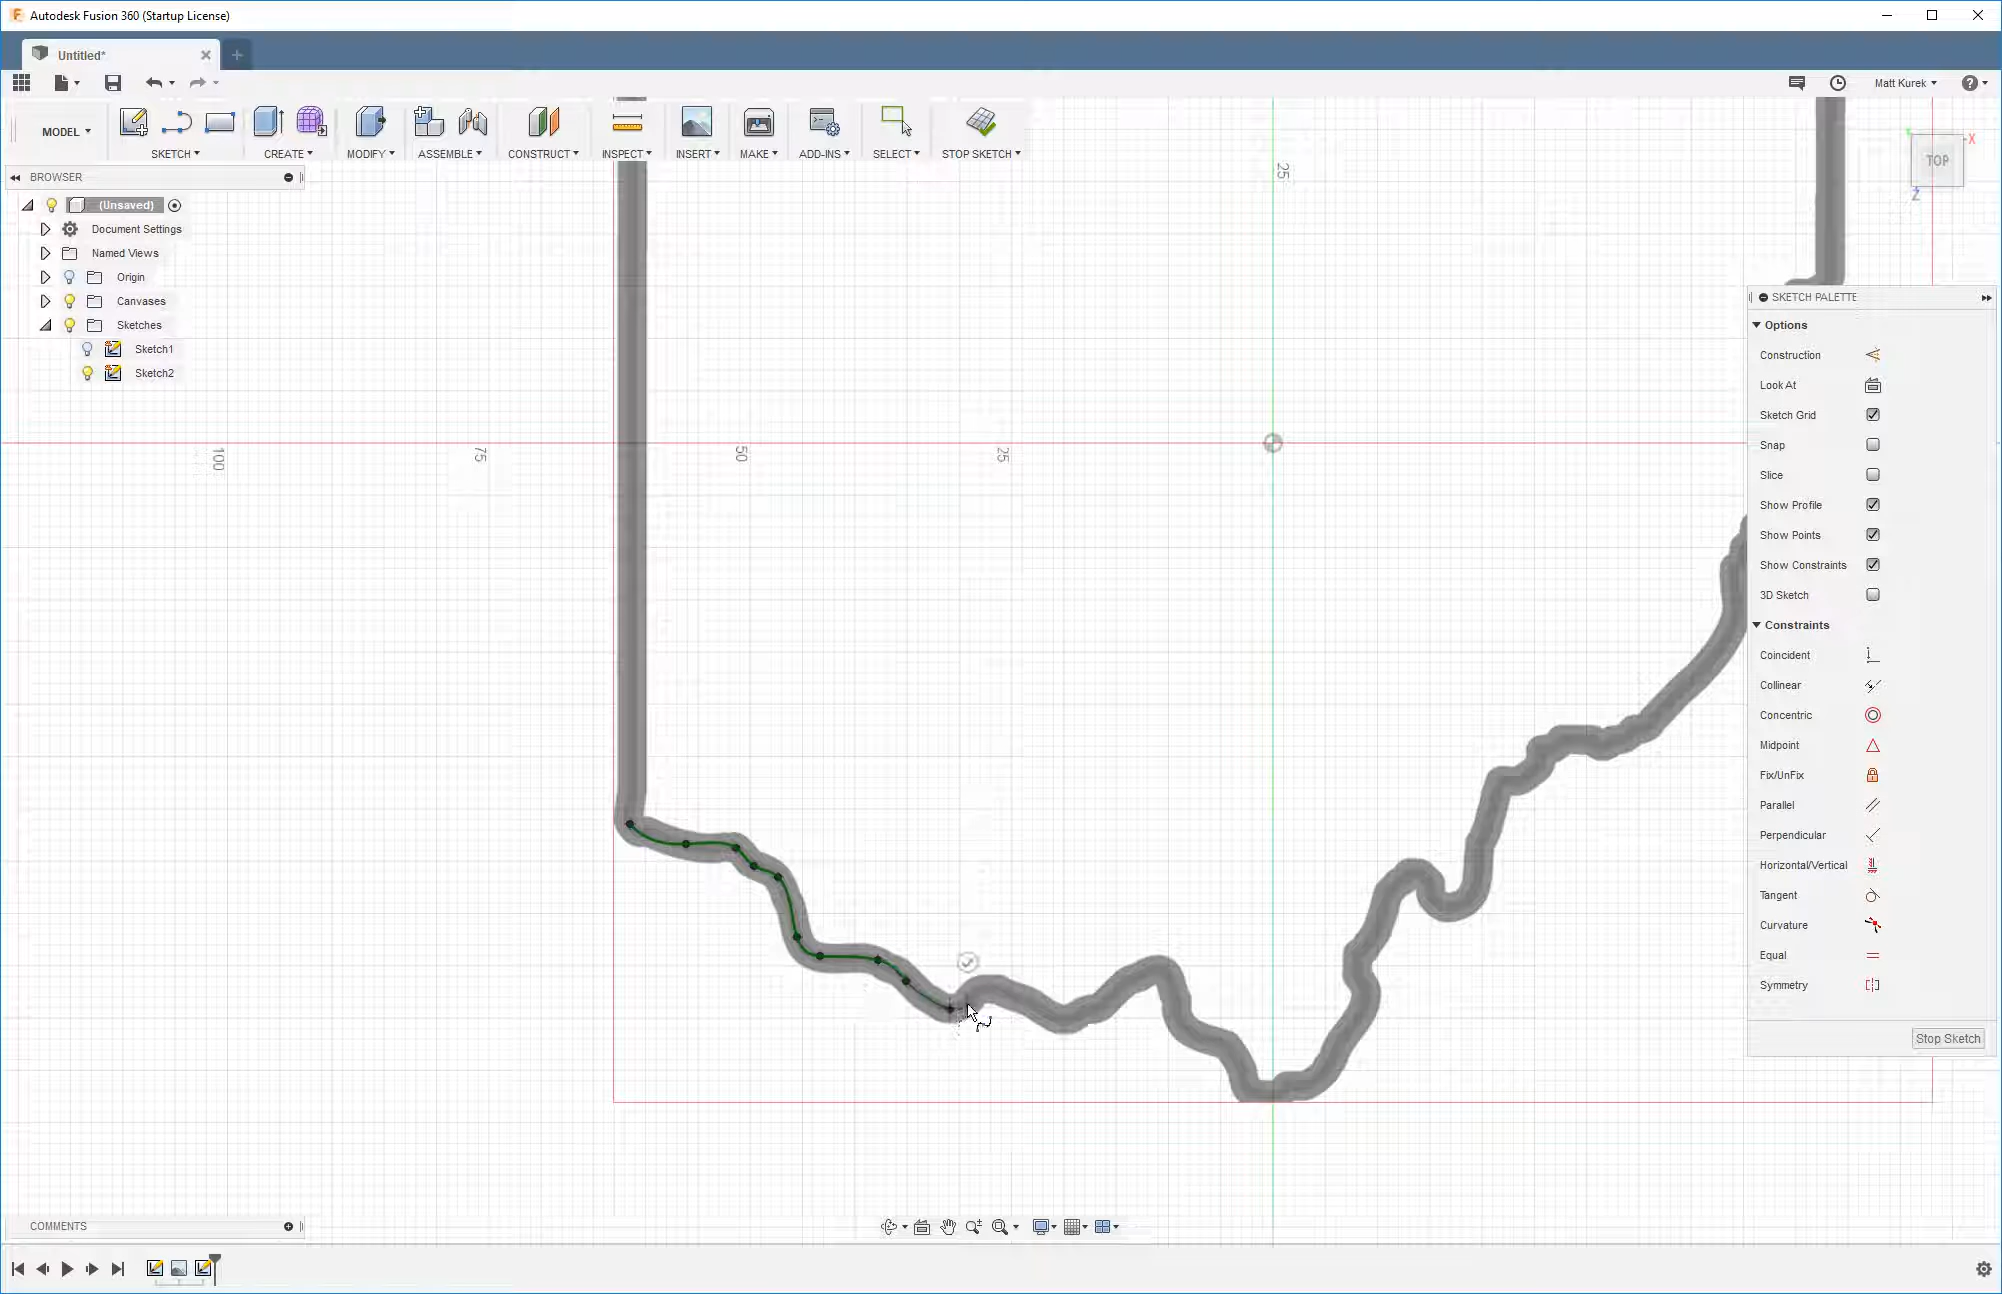 Autodesk Fusion 360 (Startup License)
Untitled*
Matt Kurek
MODEL
SKETCH
CREATE
MODIFY
ASSEMBLE
CONSTRUCT
INSPECT
INSERT
MAKE
ADD-INS
SELECT
STOP SKETCH
BROWSER
(Unsaved)
Document Settings
Named Views
Origin
Canvases
Sketches
Sketch1
Sketch2
25
100
75
50
25
TOP
X
Z
SKETCH PALETTE
Options
Construction
Look At
Sketch Grid
Snap
Slice
Show Profile
Show Points
Show Constraints
3D Sketch
Constraints
Coincident
Collinear
Concentric
Midpoint
Fix/UnFix
Parallel
Perpendicular
Horizontal/Vertical
Tangent
Curvature
Equal
Symmetry
Stop Sketch
COMMENTS